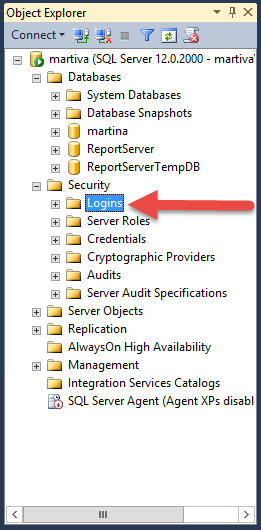 Object Explorer
Connect
martiva (SQL Server 12.0.2000 - martiva
Databases
System Databases
Database Snapshots
martina
ReportServer
ReportServerTempDB
Security
Logins
Server Roles
Credentials
Cryptographic Providers
Audits
Server Audit Specifications
Server Objects
Replication
AlwaysOn High Availability
Management
Integration Services Catalogs
SQL Server Agent (Agent XPs disabl